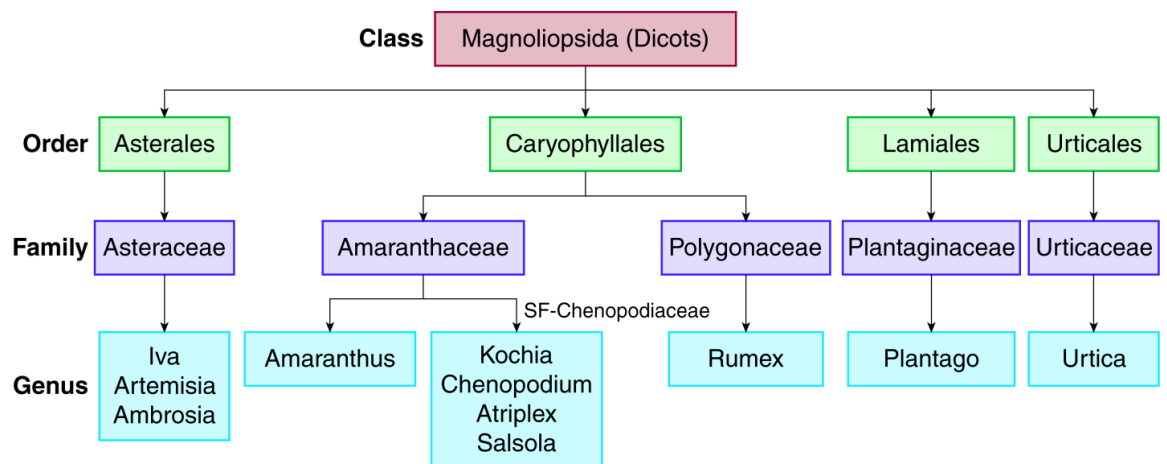 Class Magnoliopsida (Dicots)
Order Asterales Caryophyllales Lamiales Urticales
Family Asteraceae Amaranthaceae Polygonaceae Plantaginaceae Urticaceae
SF-Chenopodiaceae
Genus
Iva
Artemisia
Ambrosia
Amaranthus
Kochia
Chenopodium
Atriplex
Salsola
Rumex
Plantago
Urtica